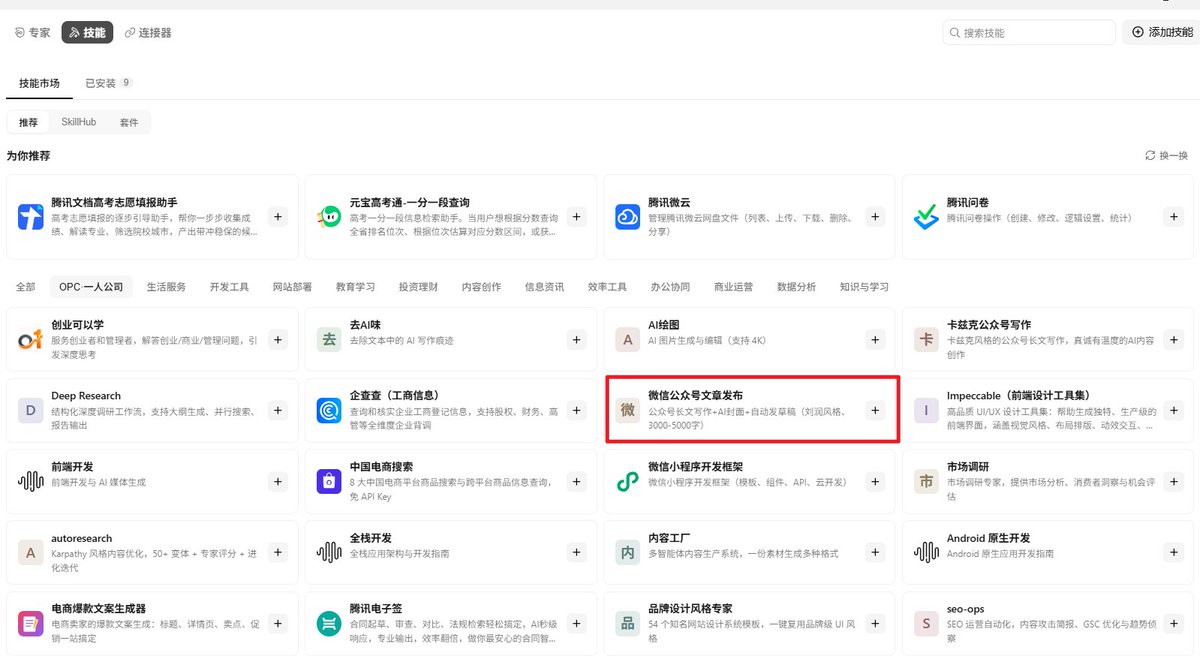 专家
技能
连接器
搜索技能
添加技能
技能市场
已安装 9
推荐
SkillHub
套件
为你推荐
换一换
腾讯文档高考志愿填报助手
高考志愿填报的逐步引导助手，帮你一步步收集成
绩、解读专业、筛选院校城市，产出带冲稳保的候...
元宝高考通-一分一段查询
高考一分一段信息检索助手。当用户想根据分数查询
全省排名位次、根据位次估算对应分数区间，或获...
腾讯微云
管理腾讯微云网盘文件（列表、上传、下载、删除、
分享）
腾讯问卷
腾讯问卷操作（创建、修改、逻辑设置、统计）
全部
OPC·一人公司
生活服务
开发工具
网站部署
教育学习
投资理财
内容创作
信息资讯
效率工具
办公协同
商业运营
数据分析
知识与学习
创业可以学
服务创业者和管理者，解答创业/商业/管理问题，引
发深度思考
去
去AI味
去除文本中的 AI 写作痕迹
A
AI绘图
AI 图片生成与编辑（支持 4K）
卡
卡兹克公众号写作
卡兹克风格的公众号长文写作，真诚有温度的AI内容
创作
D
Deep Research
结构化深度调研工作流，支持大纲生成、并行搜索、
报告输出
企查查（工商信息）
查询和核实企业工商登记信息，支持股权、财务、高
管等全维度企业背调
微
微信公众号文章发布
公众号长文写作+AI封面+自动发草稿（刘润风格、
3000-5000字）
I
Impeccable（前端设计工具集）
高品质 UI/UX 设计工具集：帮助生成独特、生产级的
前端界面，涵盖视觉风格、布局排版、动效交互、...
前端开发
前端开发与 AI 媒体生成
中国电商搜索
8 大中国电商平台商品搜索与跨平台商品信息查询，
免 API Key
微信小程序开发框架
微信小程序开发框架（模板、组件、API、云开发）
市
市场调研
市场调研专家，提供市场分析、消费者洞察与机会评
估
A
autoresearch
Karpathy 风格内容优化，50+ 变体 + 专家评分 + 进
化迭代
全栈开发
全栈应用架构与开发指南
内
内容工厂
多智能体内容生产系统，一份素材生成多种格式
Android 原生开发
Android 原生应用开发指南
电商爆款文案生成器
电商卖家的爆款文案生成：标题、详情页、卖点、促
销一站搞定
腾讯电子签
合同起草、审查、对比、法规检索轻松搞定，AI秒级
响应，专业输出，效率翻倍，做你最安心的合同智...
品
品牌设计风格专家
54 个知名网站设计系统模板，一键复用品牌级 UI 风
格
S
seo-ops
SEO 运营自动化，内容攻击简报、GSC 优化与趋势侦
察